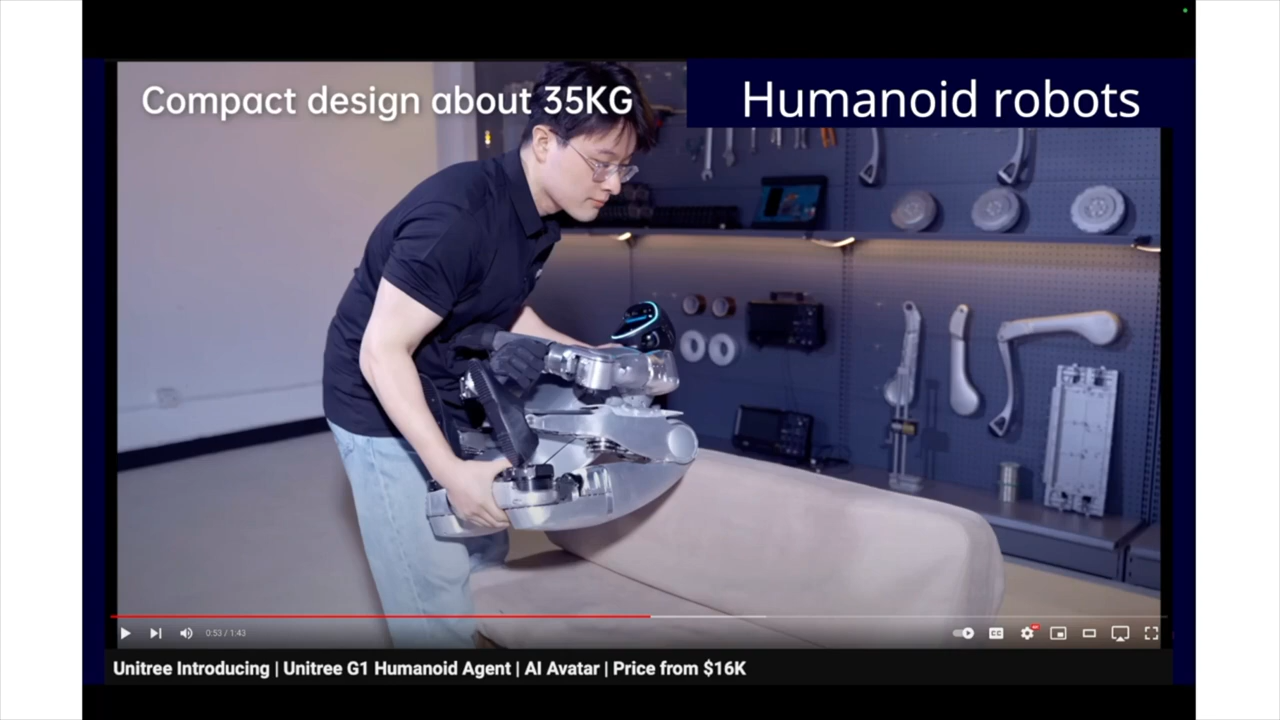 Compact design about 35KG
Humanoid robots
0:53 / 1:43
CC
Unitree Introducing | Unitree G1 Humanoid Agent | AI Avatar | Price from $16K